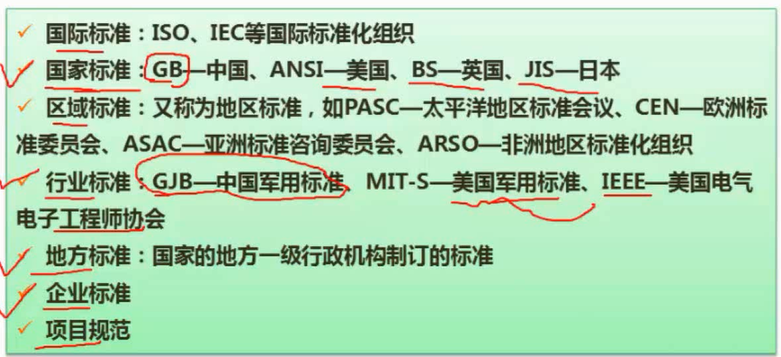 国际标准：ISO、IEC等国际标准化组织
国家标准：GB—中国、ANSI—美国、BS—英国、JIS—日本
区域标准：又称为地区标准，如PASC—太平洋地区标准会议、CEN—欧洲标
准委员会、ASAC—亚洲标准咨询委员会、ARSO—非洲地区标准化组织
行业标准：GJB—中国军用标准、MIT-S—美国军用标准、IEEE—美国电气
电子工程师协会
地方标准：国家的地方一级行政机构制订的标准
企业标准
项目规范